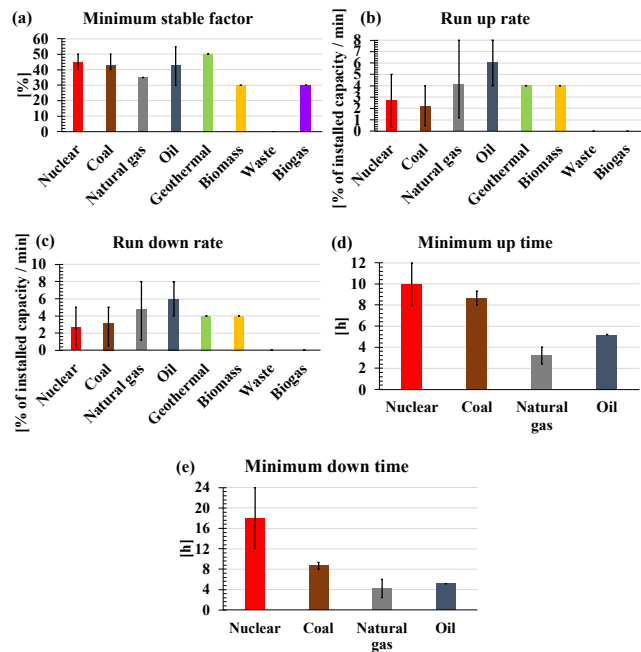 (a)
Minimum stable factor
[%]
60
50
40
30
20
10
0
Nuclear
Coal
Natural gas
Oil
Geothermal
Biomass
Waste
Biogas
(b)
Run up rate
[% of installed capacity / min]
8
7
6
5
4
3
2
1
0
Nuclear
Coal
Natural gas
Oil
Geothermal
Biomass
Waste
Biogas
(c)
Run down rate
[% of installed capacity / min]
10
8
6
4
2
0
Nuclear
Coal
Natural gas
Oil
Geothermal
Biomass
Waste
Biogas
(d)
Minimum up time
[h]
12
10
8
6
4
2
0
Nuclear
Coal
Natural
gas
Oil
(e)
Minimum down time
[h]
24
20
16
12
8
4
0
Nuclear
Coal
Natural
gas
Oil